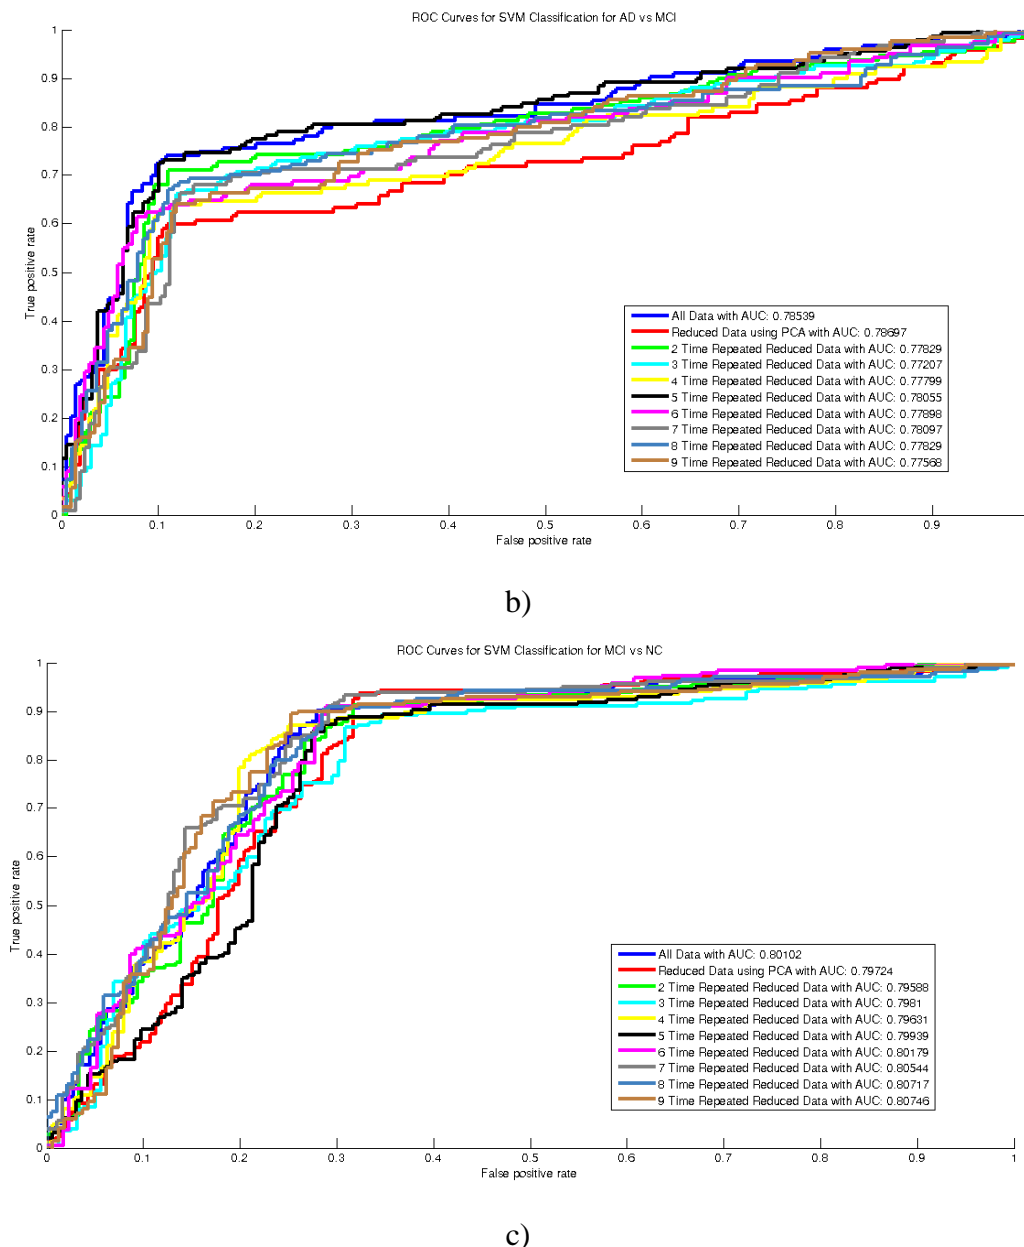 ROC Curves for SVM Classification for AD vs MCI
1
0.9
0.8
0.7
0.6
0.5
0.4
0.3
0.2
0.1
0
True positive rate
All Data with AUC: 0.78539
Reduced Data using PCA with AUC: 0.78697
2 Time Repeated Reduced Data with AUC: 0.77829
3 Time Repeated Reduced Data with AUC: 0.77207
4 Time Repeated Reduced Data with AUC: 0.77799
5 Time Repeated Reduced Data with AUC: 0.78055
6 Time Repeated Reduced Data with AUC: 0.77898
7 Time Repeated Reduced Data with AUC: 0.78097
8 Time Repeated Reduced Data with AUC: 0.77829
9 Time Repeated Reduced Data with AUC: 0.77568
0 0.1 0.2 0.3 0.4 0.5 0.6 0.7 0.8 0.9
False positive rate
b)
ROC Curves for SVM Classification for MCI vs NC
1
0.9
0.8
0.7
0.6
0.5
0.4
0.3
0.2
0.1
0
True positive rate
All Data with AUC: 0.80102
Reduced Data using PCA with AUC: 0.79724
2 Time Repeated Reduced Data with AUC: 0.79588
3 Time Repeated Reduced Data with AUC: 0.7981
4 Time Repeated Reduced Data with AUC: 0.79631
5 Time Repeated Reduced Data with AUC: 0.79939
6 Time Repeated Reduced Data with AUC: 0.80179
7 Time Repeated Reduced Data with AUC: 0.80544
8 Time Repeated Reduced Data with AUC: 0.80717
9 Time Repeated Reduced Data with AUC: 0.80746
0 0.1 0.2 0.3 0.4 0.5 0.6 0.7 0.8 0.9 1
False positive rate
c)